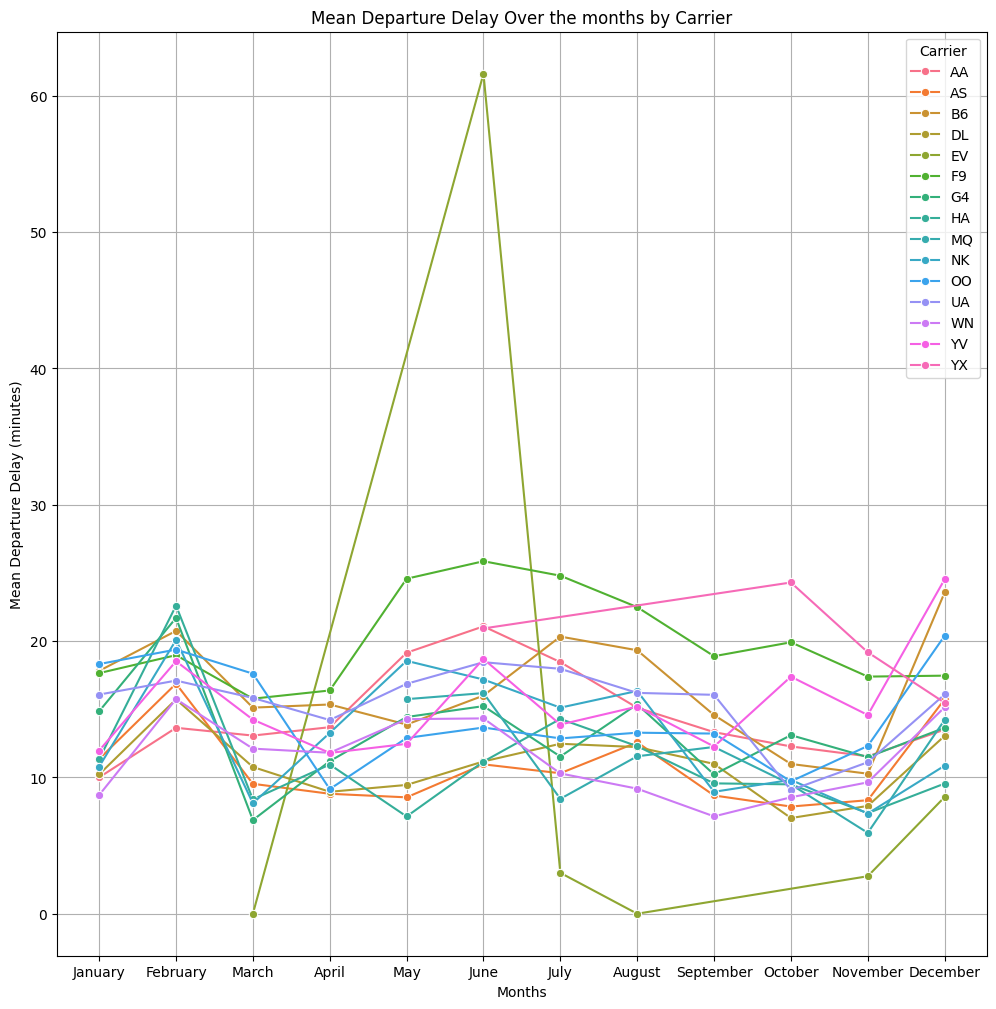 Mean Departure Delay Over the months by Carrier
Mean Departure Delay (minutes)
60
50
40
30
20
10
0
January February March April May June July August September October November December
Months
Carrier
AA
AS
B6
DL
EV
F9
G4
HA
MQ
NK
OO
UA
WN
YV
YX